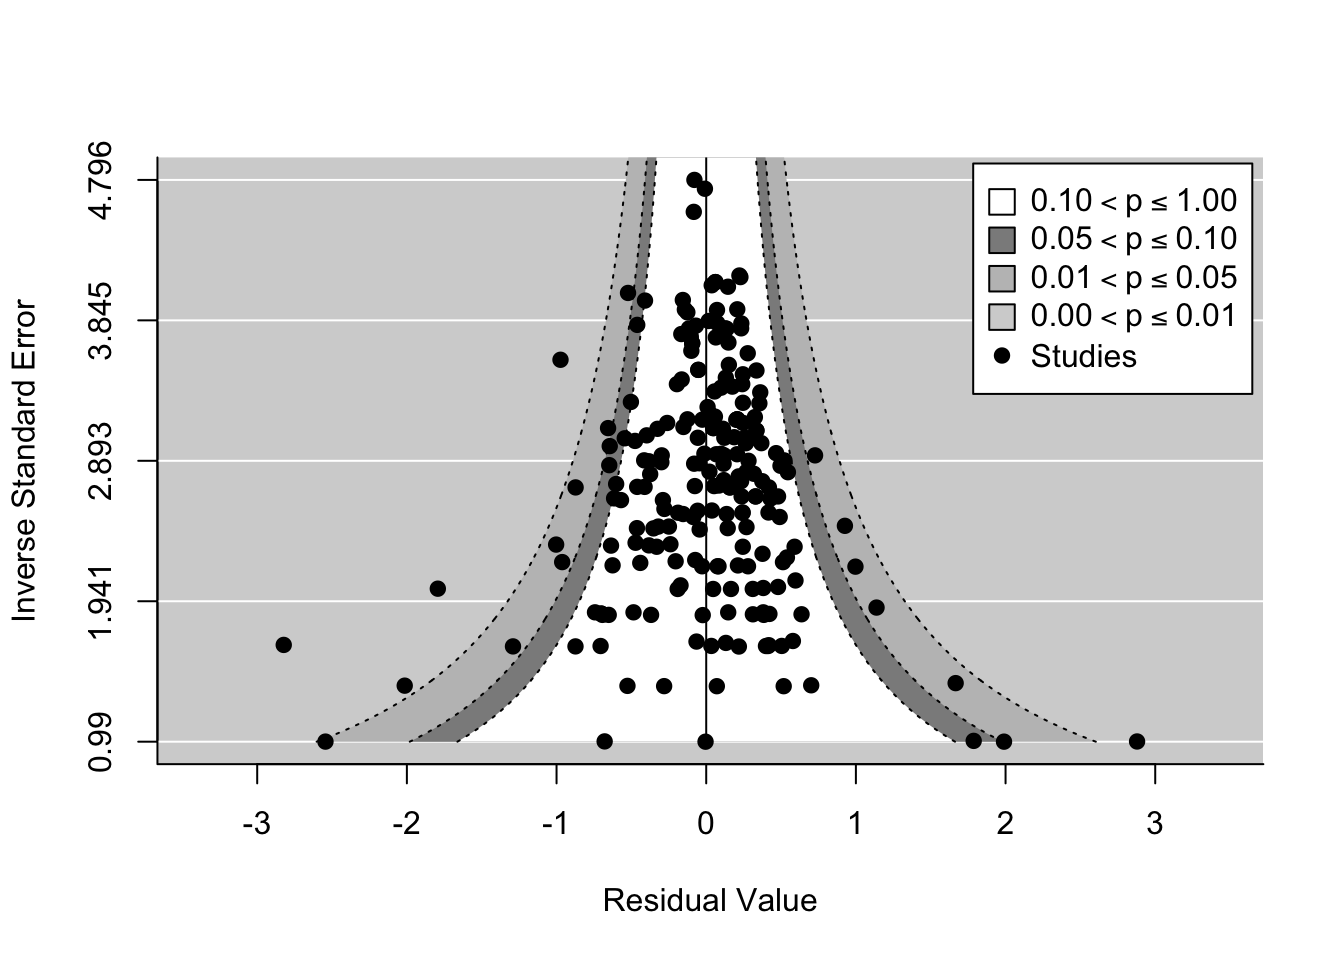 4.796
3.845
2.893
1.941
0.99
Inverse Standard Error
0.10 < p ≤ 1.00
0.05 < p ≤ 0.10
0.01 < p ≤ 0.05
0.00 < p ≤ 0.01
Studies
-3 -2 -1 0 1 2 3
Residual Value